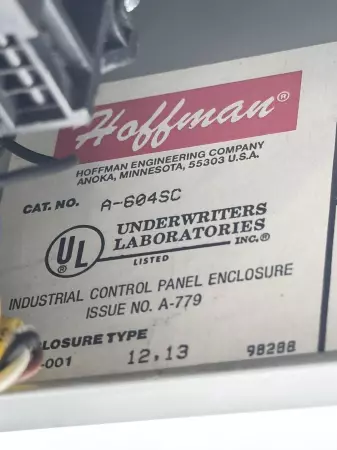 Hoffman®
HOFFMAN ENGINEERING COMPANY
ANOKA, MINNESOTA, 55303 U.S.A.
CAT. NO. A-604SC
UL ®
UNDERWRITERS
LABORATORIES
INC.®
LISTED
INDUSTRIAL CONTROL PANEL ENCLOSURE
ISSUE NO. A-779
LOSURE TYPE
-001 12,13 98288